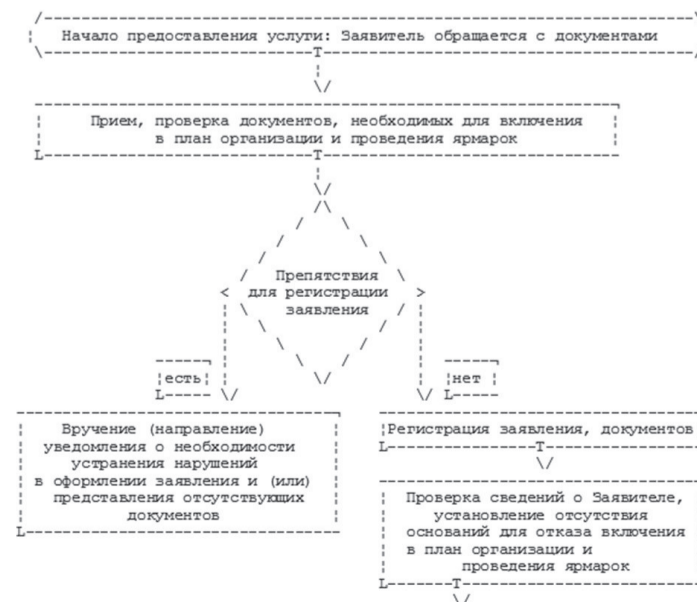 Начало предоставления услуги: Заявитель обращается с документами
Прием, проверка документов, необходимых для включения
в план организации и проведения ярмарок
Препятствия
для регистрации
заявления
есть
нет
Вручение (направление)
уведомления о необходимости
устранения нарушений
в оформлении заявления и (или)
представления отсутствующих
документов
Регистрация заявления, документов
Проверка сведений о Заявителе,
установление отсутствия
оснований для отказа включения
в план организации и
проведения ярмарок